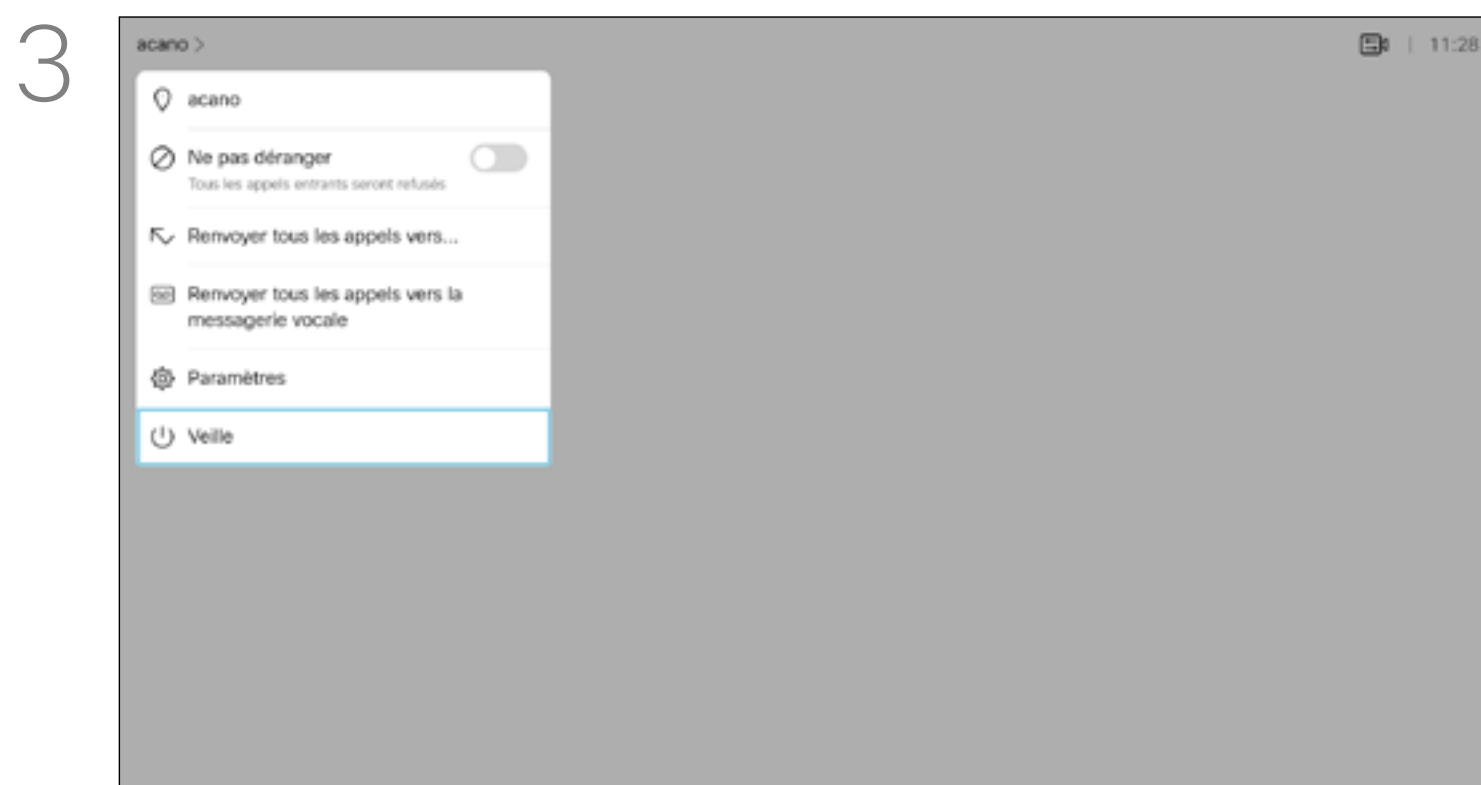 3
acano >
11:28
acano
Ne pas déranger
Tous les appels entrants seront refusés
Renvoyer tous les appels vers...
Renvoyer tous les appels vers la
messagerie vocale
Paramètres
Veille